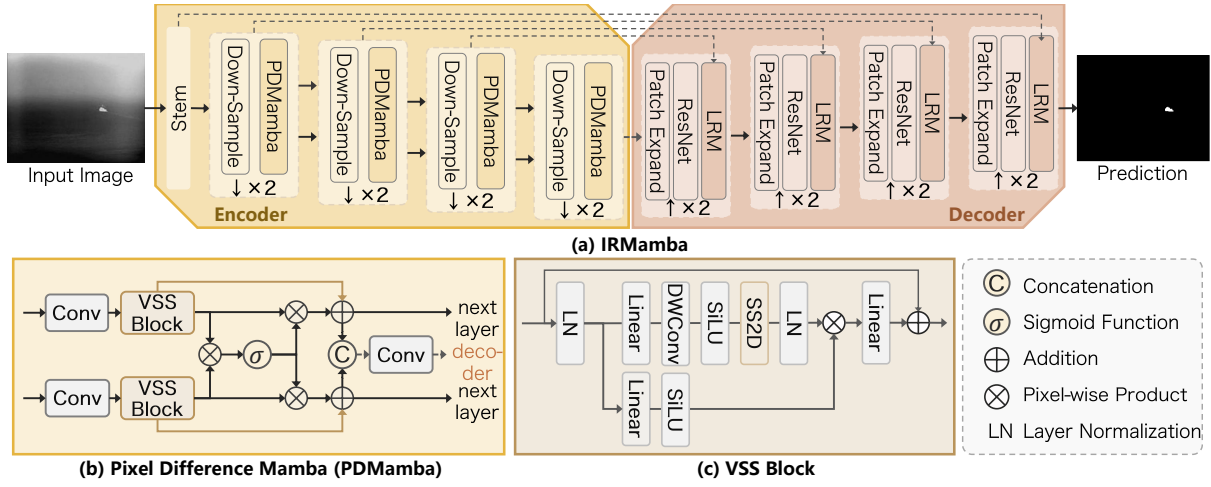 Input Image
Stem
Down-Sample
PDMamba
↓×2
Down-Sample
PDMamba
↓×2
Down-Sample
PDMamba
↓×2
Down-Sample
PDMamba
↓×2
Encoder
Patch Expand
ResNet
LRM
↑×2
Patch Expand
ResNet
LRM
↑×2
Patch Expand
ResNet
LRM
↑×2
Patch Expand
ResNet
LRM
↑×2
Decoder
Prediction
(a) IRMamba
Conv
VSS
Block
σ
C
Conv
next
layer
deco-
der
Conv
VSS
Block
next
layer
(b) Pixel Difference Mamba (PDMamba)
LN
Linear
DWConv
SiLU
SS2D
LN
Linear
Linear
SiLU
(c) VSS Block
C Concatenation
σ Sigmoid Function
Addition
Pixel-wise Product
LN Layer Normalization